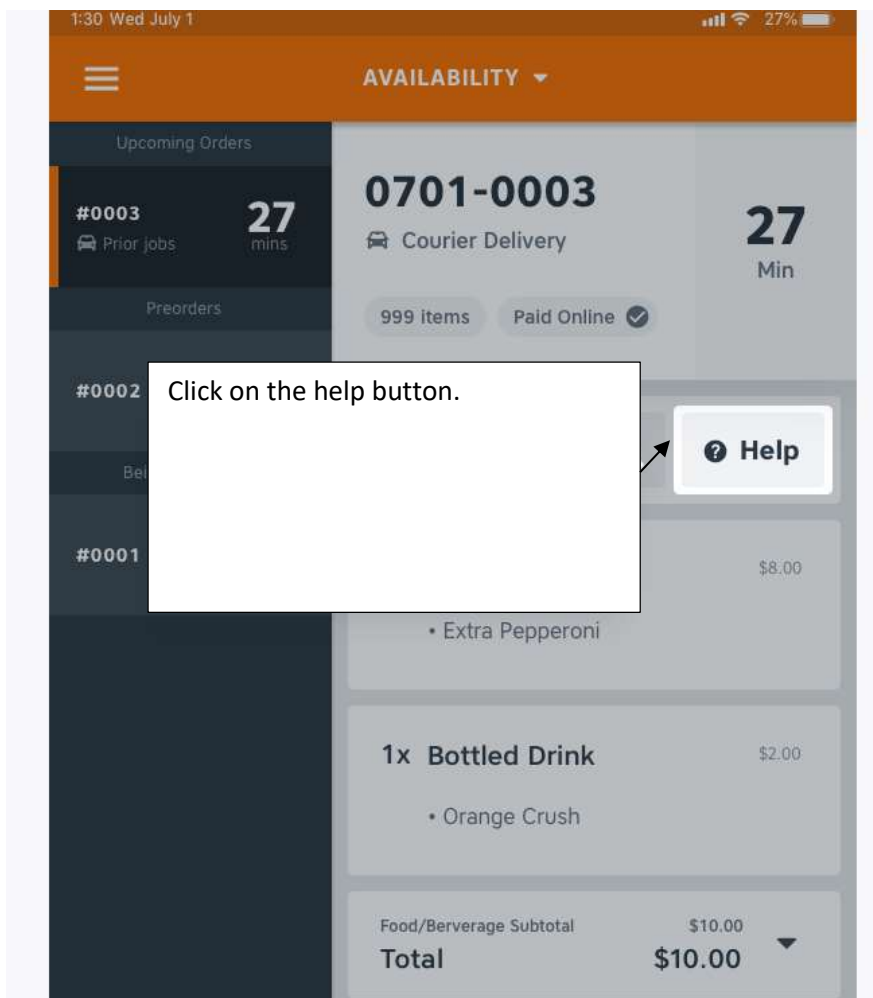 1:30 Wed July 1
27%
AVAILABILITY
Upcoming Orders
#0003
27
Prior jobs
mins
Preorders
#0002
Bei
#0001
0701-0003
Courier Delivery
27
Min
999 items
Paid Online
Click on the help button.
Help
$8.00
• Extra Pepperoni
1x Bottled Drink
$2.00
• Orange Crush
Food/Berverage Subtotal
$10.00
Total
$10.00